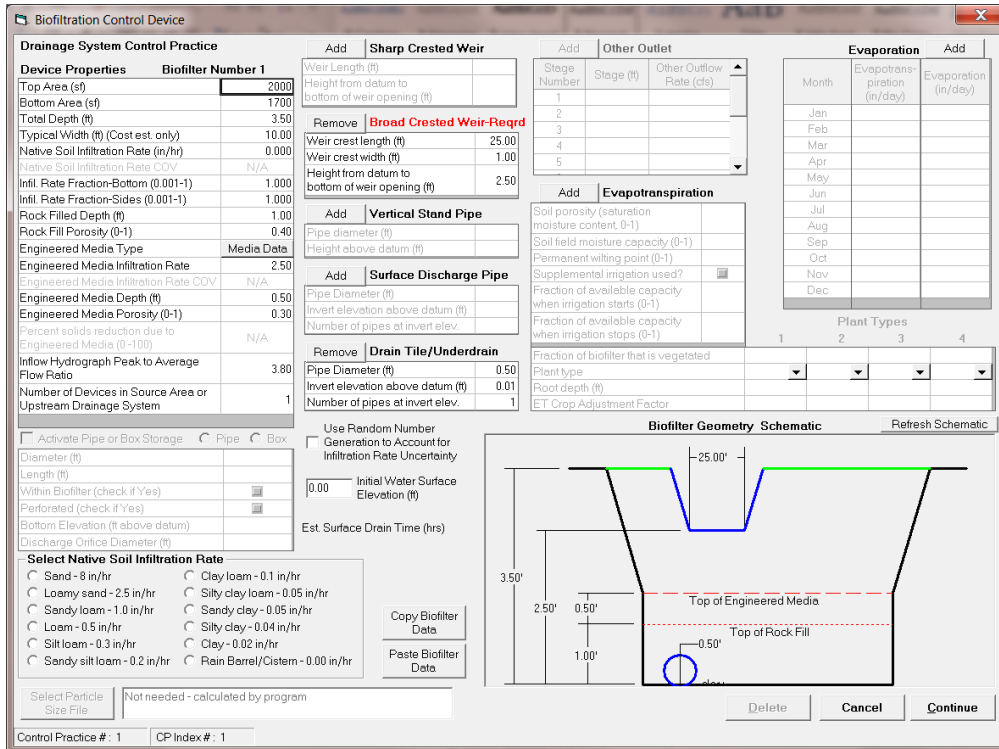 Biofiltration Control Device
X
Drainage System Control Practice
Device Properties Biofilter Number 1
Top Area (sf) 2000
Bottom Area (sf) 1700
Total Depth (ft) 3.50
Typical Width (ft) (Cost est. only) 10.00
Native Soil Infiltration Rate (in/hr) 0.000
Native Soil Infiltration Rate COV N/A
Infil. Rate Fraction-Bottom (0.001-1) 1.000
Infil. Rate Fraction-Sides (0.001-1) 1.000
Rock Filled Depth (ft) 1.00
Rock Fill Porosity (0-1) 0.40
Engineered Media Type Media Data
Engineered Media Infiltration Rate 2.50
Engineered Media Infiltration Rate COV N/A
Engineered Media Depth (ft) 0.50
Engineered Media Porosity (0-1) 0.30
Percent solids reduction due to
Engineered Media (0 -100) N/A
Inflow Hydrograph Peak to Average
Flow Ratio 3.80
Number of Devices in Source Area or
Upstream Drainage System 1
Activate Pipe or Box Storage Pipe Box
Diameter (ft)
Length (ft)
Within Biofilter (check if Yes)
Perforated (check if Yes)
Bottom Elevation (ft above datum)
Discharge Orifice Diameter (ft)
Select Native Soil Infiltration Rate
Sand - 8 in/hr
Loamy sand - 2.5 in/hr
Sandy loam - 1.0 in/hr
Loam - 0.5 in/hr
Silt loam - 0.3 in/hr
Sandy silt loam - 0.2 in/hr
Clay loam - 0.1 in/hr
Silty clay loam - 0.05 in/hr
Sandy clay - 0.05 in/hr
Silty clay - 0.04 in/hr
Clay - 0.02 in/hr
Rain Barrel/Cistern - 0.00 in/hr
Select Particle
Size File
Not needed - calculated by program
Control Practice #: 1 CP Index #: 1
Add Sharp Crested Weir
Weir Length (ft)
Height from datum to
bottom of weir opening (ft)
Remove Broad Crested Weir-Reqrd
Weir crest length (ft) 25.00
Weir crest width (ft) 1.00
Height from datum to
bottom of weir opening (ft) 2.50
Add Vertical Stand Pipe
Pipe diameter (ft)
Height above datum (ft)
Add Surface Discharge Pipe
Pipe Diameter (ft)
Invert elevation above datum (ft)
Number of pipes at invert elev.
Remove Drain Tile/Underdrain
Pipe Diameter (ft) 0.50
Invert elevation above datum (ft) 0.01
Number of pipes at invert elev. 1
Use Random Number
Generation to Account for
Infiltration Rate Uncertainty
0.00 Initial Water Surface
Elevation (ft)
Est. Surface Drain Time (hrs)
Copy Biofilter
Data
Paste Biofilter
Data
Add Other Outlet
Stage
Number
Stage (ft)
Other Outflow
Rate (cfs)
1
2
3
4
5
Add Evapotranspiration
Soil porosity (saturation
moisture content, 0-1)
Soil field moisture capacity (0-1)
Permanent wilting point (0-1)
Supplemental irrigation used?
Fraction of available capacity
when irrigation starts (0-1)
Fraction of available capacity
when irrigation stops (0-1)
Fraction of biofilter that is vegetated
Plant type
Root depth (ft)
ET Crop Adjustment Factor
Evaporation Add
Month
Evapotrans-
piration
(in/day)
Evaporation
(in/day)
Jan
Feb
Mar
Apr
May
Jun
Jul
Aug
Sep
Oct
Nov
Dec
Plant Types
1 2 3 4
Biofilter Geometry Schematic Refresh Schematic
25.00'
3.50'
2.50'
0.50'
Top of Engineered Media
Top of Rock Fill
1.00'
0.50'
Delete Cancel Continue